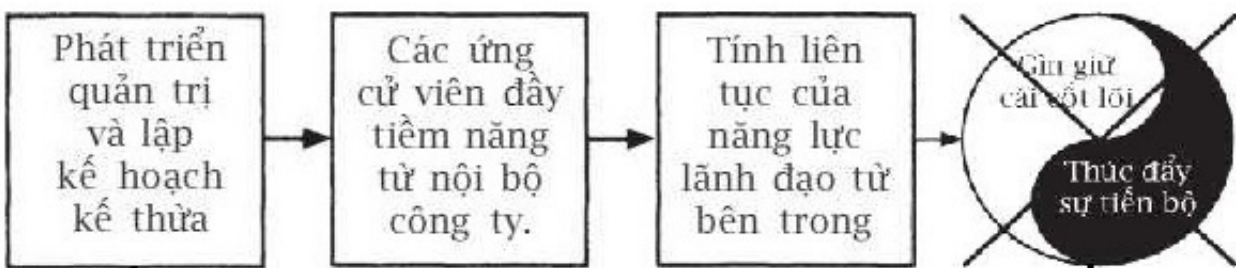 Phát triển
quản trị
và lập
kế hoạch
kế thừa
Các ứng
cử viên đầy
tiềm năng
từ nội bộ
công ty.
Tính liên
tục của
năng lực
lãnh đạo từ
bên trong
Gìn giữ
cái cốt lõi
Thúc đẩy
sự tiến bộ